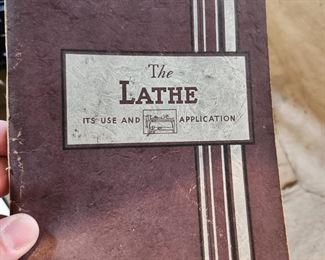 The
LATHE
ITS USE AND APPLICATION